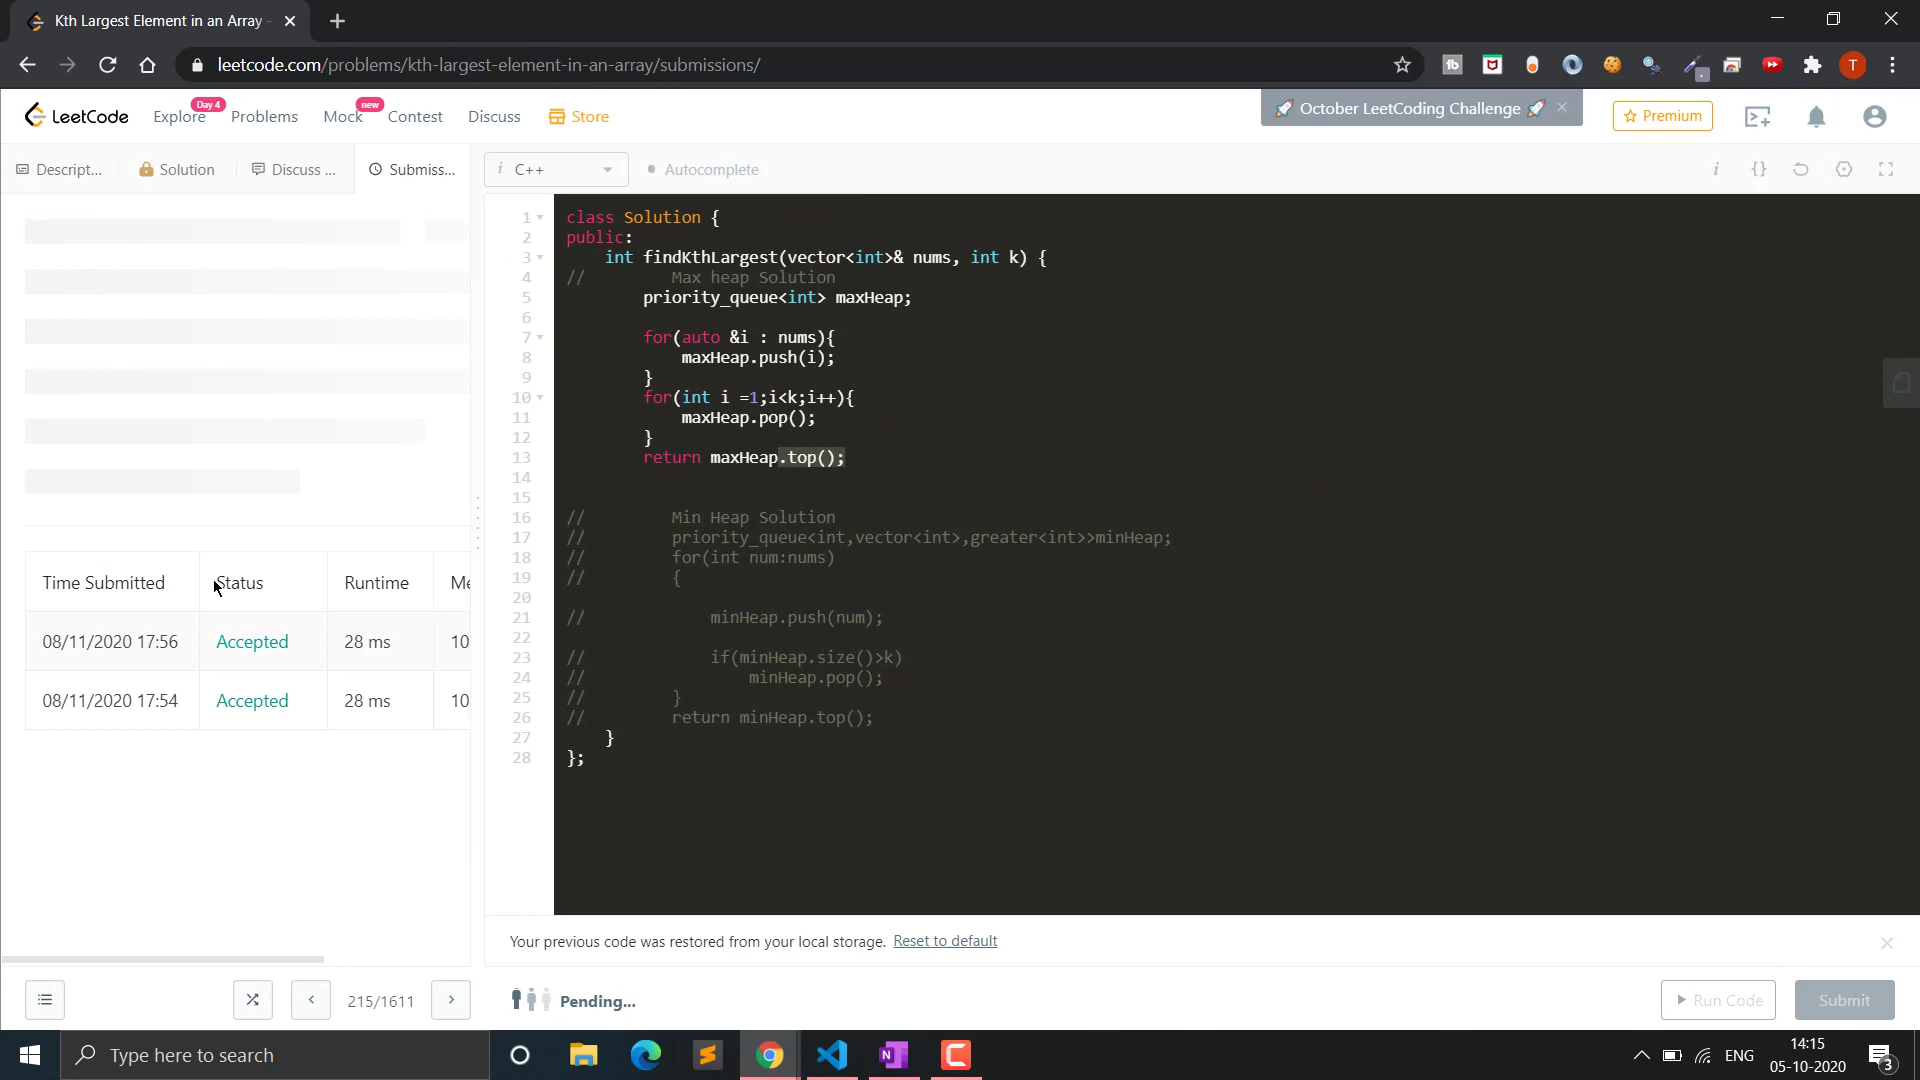 Kth Largest Element in an Array -
leetcode.com/problems/kth-largest-element-in-an-array/submissions/
LeetCode
Explore
Day 4
Problems
Mock
new
Contest
Discuss
Store
October LeetCoding Challenge
Premium
Descript...
Solution
Discuss ...
Submiss...
i C++
Autocomplete
1 class Solution {
2 public:
3 int findKthLargest(vector<int>& nums, int k) {
4 // Max heap Solution
5 priority_queue<int> maxHeap;
6
7 for(auto &i : nums){
8 maxHeap.push(i);
9 }
10 for(int i =1;i<k;i++){
11 maxHeap.pop();
12 }
13 return maxHeap.top();
14
15
16 // Min Heap Solution
17 // priority_queue<int,vector<int>,greater<int>>minHeap;
18 // for(int num:nums)
19 // {
20
21 // minHeap.push(num);
22
23 // if(minHeap.size()>k)
24 // minHeap.pop();
25 // }
26 // return minHeap.top();
27 }
28 };
Time Submitted Status Runtime Me
08/11/2020 17:56 Accepted 28 ms 10
08/11/2020 17:54 Accepted 28 ms 10
Your previous code was restored from your local storage. Reset to default
215/1611
Pending...
Run Code
Submit
Type here to search
ENG
14:15
05-10-2020
3
T